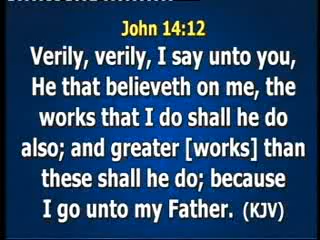 John 14:12
Verily, verily, I say unto you,
He that believeth on me, the
works that I do shall he do
also; and greater [works] than
these shall he do; because
I go unto my Father. (KJV)